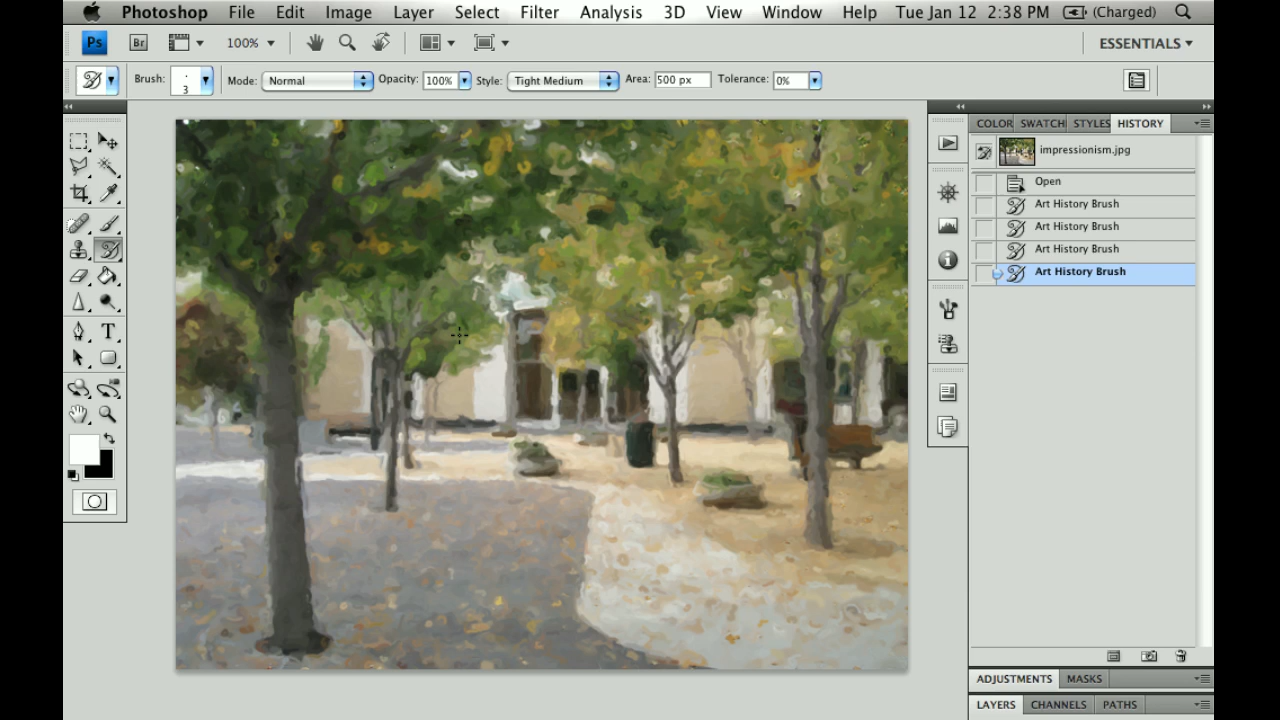 Photoshop File Edit Image Layer Select Filter Analysis 3D View Window Help Tue Jan 12 2:38 PM (Charged)
Ps Br 100% ESSENTIALS
Brush: 3 Mode: Normal Opacity: 100% Style: Tight Medium Area: 500 px Tolerance: 0%
COLOR SWATCH STYLES HISTORY
impressionism.jpg
Open
Art History Brush
Art History Brush
Art History Brush
Art History Brush
T
ADJUSTMENTS MASKS
LAYERS CHANNELS PATHS